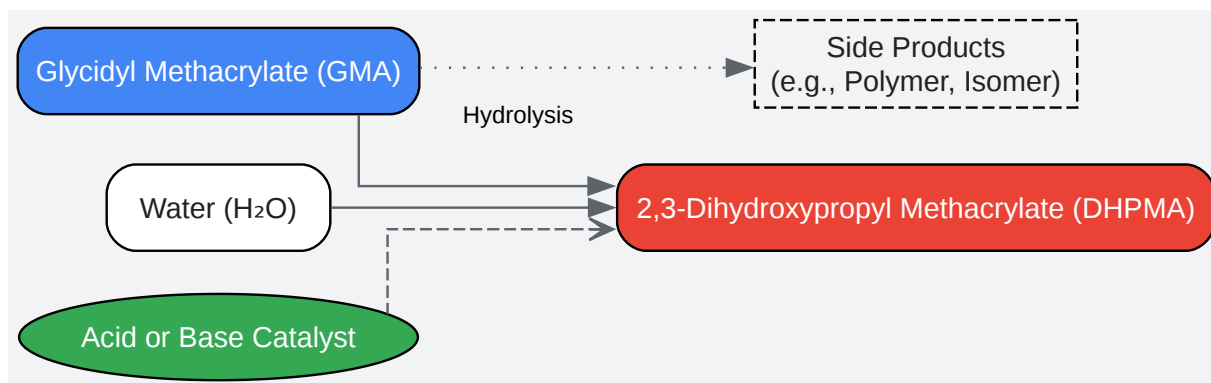 Glycidyl Methacrylate (GMA)
Side Products
(e.g., Polymer, Isomer)
Hydrolysis
Water (H₂O)
2,3-Dihydroxypropyl Methacrylate (DHPMA)
Acid or Base Catalyst